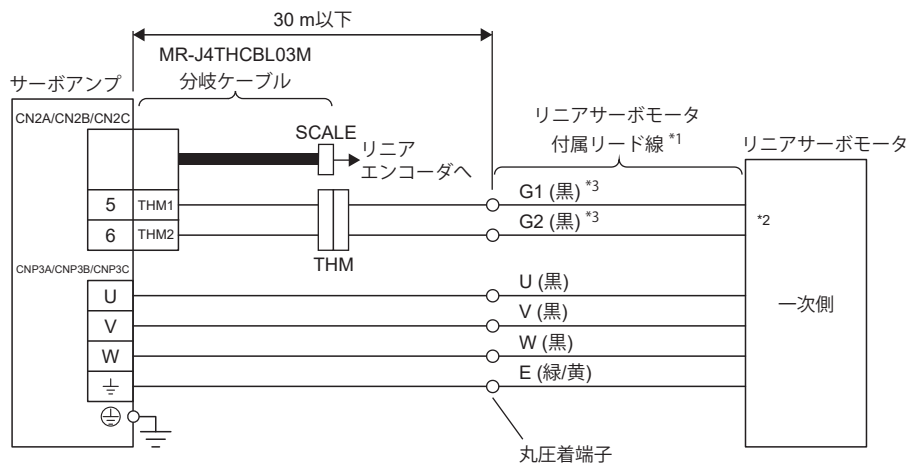 30 m以下
MR-J4THCBL03M
分岐ケーブル
サーボアンプ
CN2A/CN2B/CN2C
SCALE
リニア
エンコーダへ
リニアサーボモータ
付属リード線 *1
リニアサーボモータ
5 THM1
G1 (黒) *3
6 THM2
G2 (黒) *3
*2
THM
CNP3A/CNP3B/CNP3C
U
U (黒)
V
V (黒)
W
W (黒)
E (緑/黄)
一次側
丸圧着端子